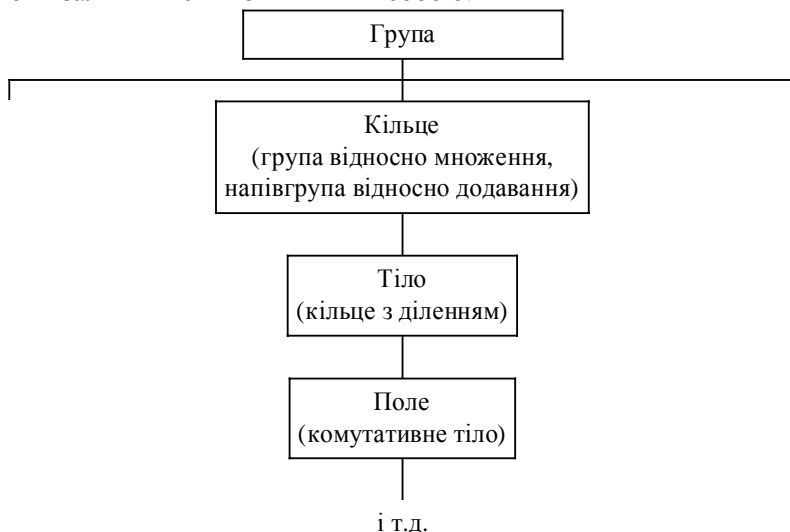 Група
Кільце
(група відносно множення,
напівгрупа відносно додавання)
Тіло
(кільце з діленням)
Поле
(комутативне тіло)
і т.д.